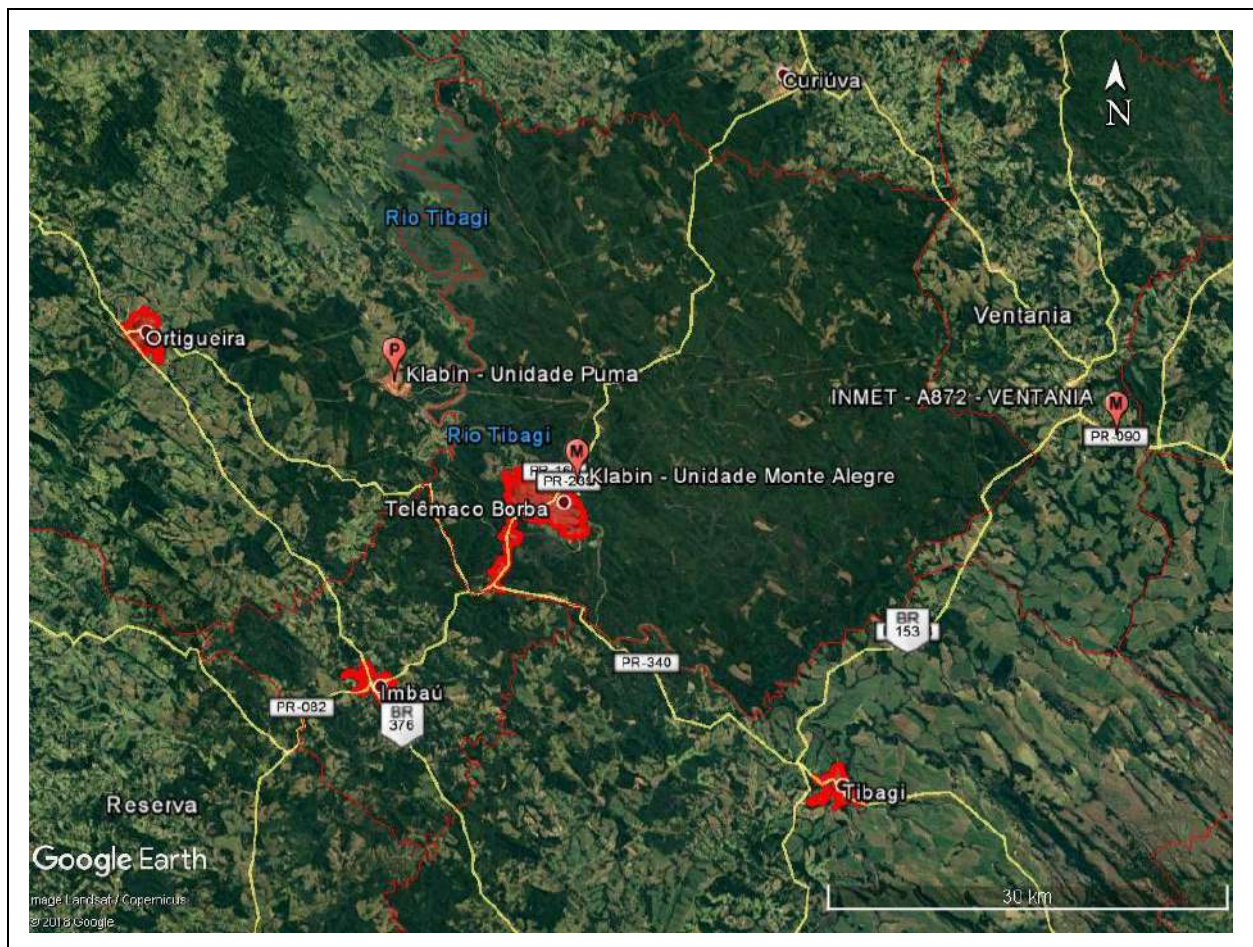 Curiúva
N
Rio Tibagi
Ventania
Ortigueira
P
Klabin - Unidade Puma
INMET - A872 - VENTANIA
M
PR-090
Rio Tibagi
M
Klabin - Unidade Monte Alegre
Telêmaco Borba
BR
153
PR-340
Imbaú
PR-082
BR
376
Tibagi
Reserva
Google Earth
mage Landsat / Copernicus
© 2018 Google
30 km